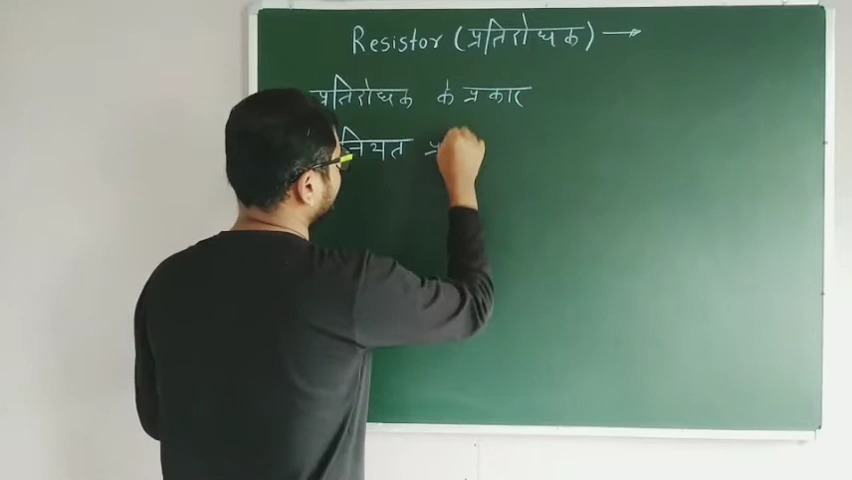 Resistor (प्रतिरोधक) →
प्रतिरोधक के प्रकार
नियत